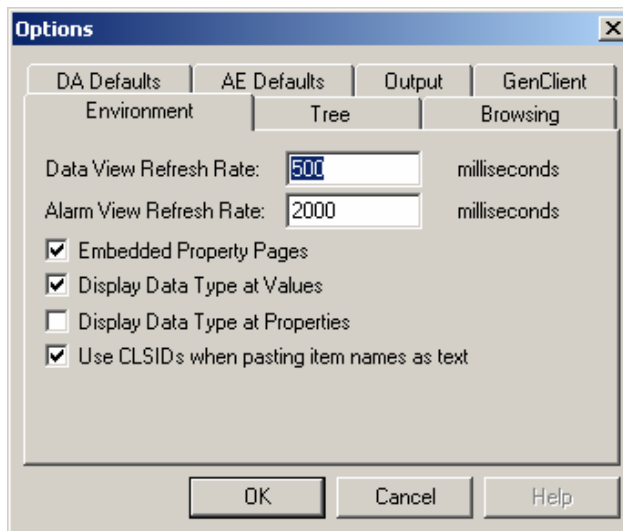 Options
DA Defaults AE Defaults Output GenClient
Environment Tree Browsing
Data View Refresh Rate: 500 milliseconds
Alarm View Refresh Rate: 2000 milliseconds
Embedded Property Pages
Display Data Type at Values
Display Data Type at Properties
Use CLSIDs when pasting item names as text
OK Cancel Help